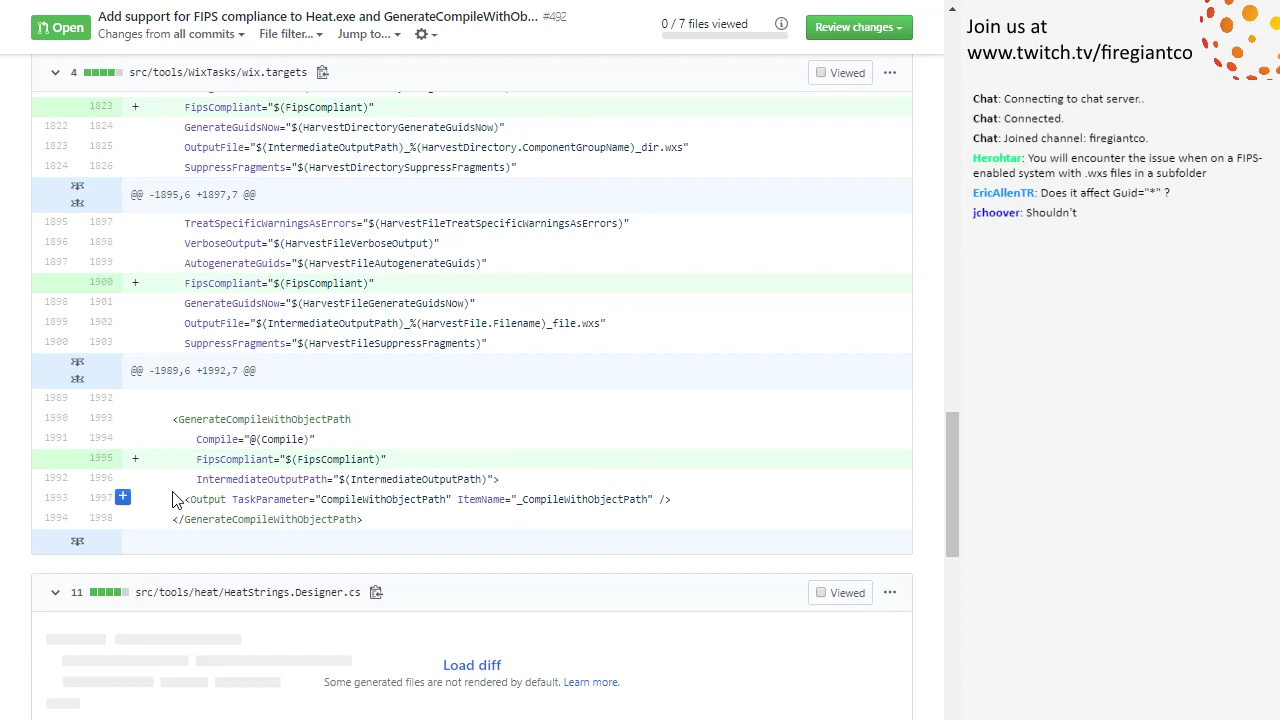 Open
Add support for FIPS compliance to Heat.exe and GenerateCompileWithOb... #492
Changes from all commits File filter... Jump to...
0 / 7 files viewed
Review changes
4 src/tools/WixTasks/wix.targets Viewed
1823 + FipsCompliant="$(FipsCompliant)"
1822 1824 GenerateGuidsNow="$(HarvestDirectoryGenerateGuidsNow)"
1823 1825 OutputFile="$(IntermediateOutputPath)_%(HarvestDirectory.ComponentGroupName)_dir.wxs"
1824 1826 SuppressFragments="$(HarvestDirectorySuppressFragments)"
@@ -1895,6 +1897,7 @@
1895 1897 TreatSpecificWarningsAsErrors="$(HarvestFileTreatSpecificWarningsAsErrors)"
1896 1898 VerboseOutput="$(HarvestFileVerboseOutput)"
1897 1899 AutogenerateGuids="$(HarvestFileAutogenerateGuids)"
1900 + FipsCompliant="$(FipsCompliant)"
1898 1901 GenerateGuidsNow="$(HarvestFileGenerateGuidsNow)"
1899 1902 OutputFile="$(IntermediateOutputPath)_%(HarvestFile.Filename)_file.wxs"
1900 1903 SuppressFragments="$(HarvestFileSuppressFragments)"
@@ -1989,6 +1992,7 @@
1989 1992
1990 1993 <GenerateCompileWithObjectPath
1991 1994 Compile="@(Compile)"
1995 + FipsCompliant="$(FipsCompliant)"
1992 1996 IntermediateOutputPath="$(IntermediateOutputPath)">
1993 1997 <Output TaskParameter="CompileWithObjectPath" ItemName="_CompileWithObjectPath" />
1994 1998 </GenerateCompileWithObjectPath>
11 src/tools/heat/HeatStrings.Designer.cs Viewed
Load diff
Some generated files are not rendered by default. Learn more.
Join us at
www.twitch.tv/firegiantco
Chat: Connecting to chat server..
Chat: Connected.
Chat: Joined channel: firegiantco.
Herohtar: You will encounter the issue when on a FIPS-
enabled system with .wxs files in a subfolder
EricAllenTR: Does it affect Guid="*" ?
jchoover: Shouldn't